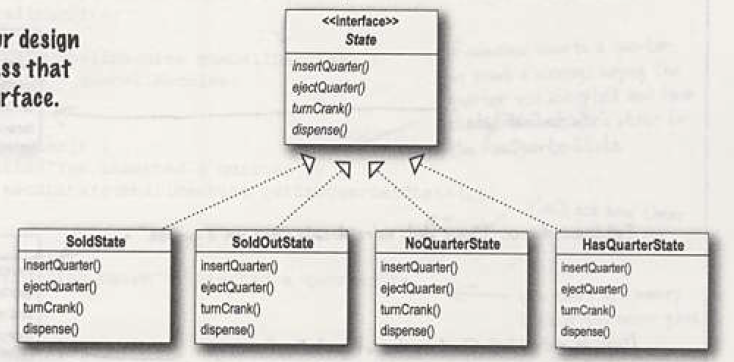 ur design
ss that
rface.
<<interface>>
State
insertQuarter()
ejectQuarter()
turnCrank()
dispense()
SoldState
insertQuarter()
ejectQuarter()
turnCrank()
dispense()
SoldOutState
insertQuarter()
ejectQuarter()
turnCrank()
dispense()
NoQuarterState
insertQuarter()
ejectQuarter()
turnCrank()
dispense()
HasQuarterState
insertQuarter()
ejectQuarter()
turnCrank()
dispense()